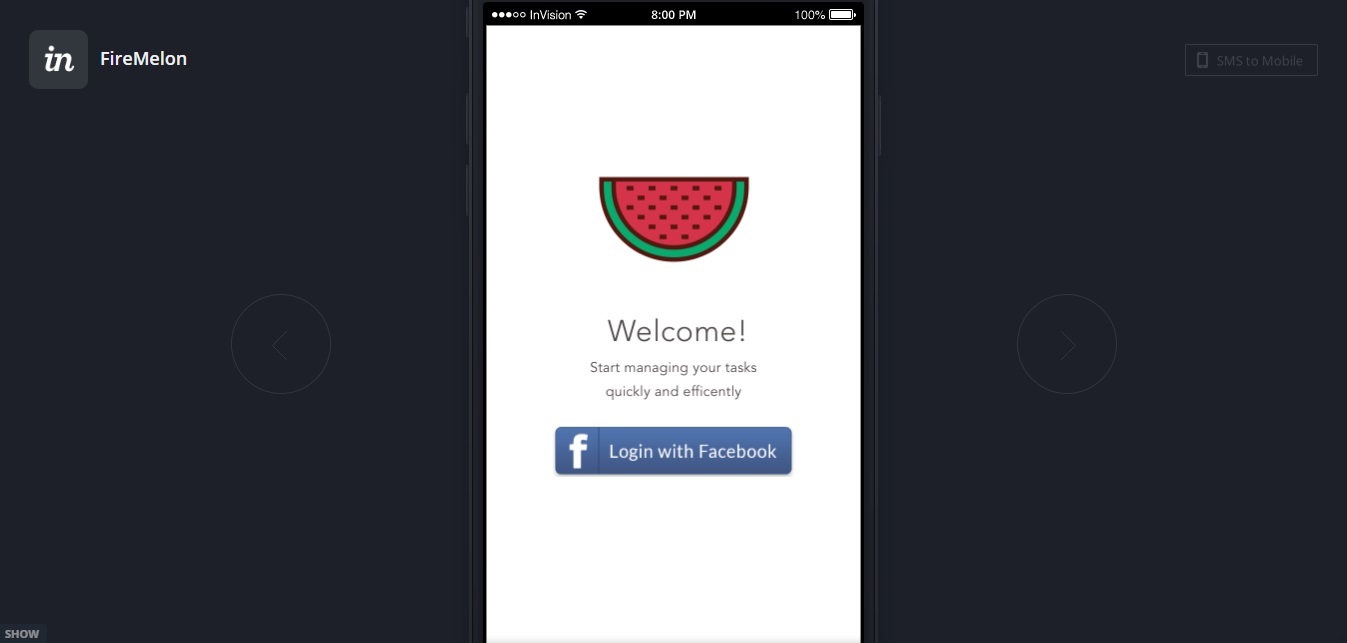 InVision 8:00 PM 100%
in FireMelon
SMS to Mobile
Welcome!
Start managing your tasks
quickly and efficently
f Login with Facebook
SHOW